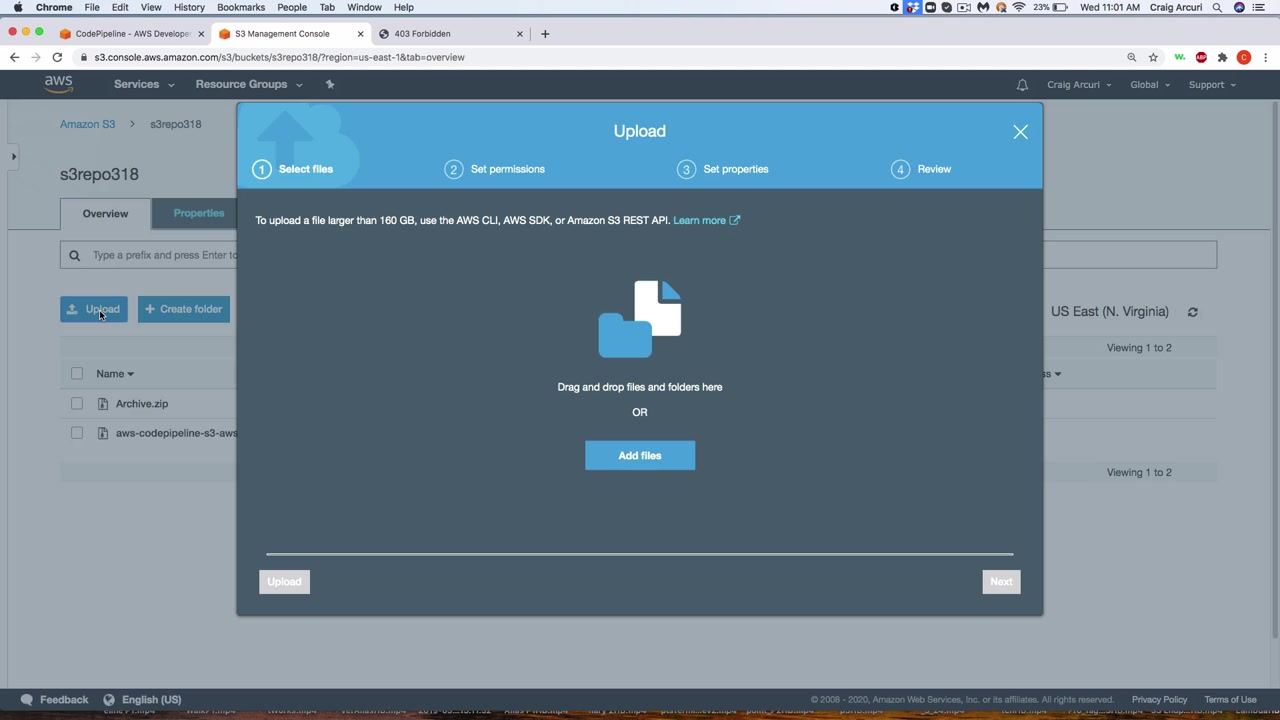 Chrome File Edit View History Bookmarks People Tab Window Help 23% Wed 11:01 AM Craig Arcuri
CodePipeline - AWS Develope S3 Management Console 403 Forbidden
s3.console.aws.amazon.com/s3/buckets/s3repo318/?region=us-east-1&tab=overview
aws Services Resource Groups Craig Arcuri Global Support
Amazon S3 > s3repo318
s3repo318
Overview Properties
Type a prefix and press Enter to
Upload + Create folder US East (N. Virginia)
Viewing 1 to 2
Name
Archive.zip
aws-codepipeline-s3-aws
Viewing 1 to 2
Upload
1 Select files 2 Set permissions 3 Set properties 4 Review
To upload a file larger than 160 GB, use the AWS CLI, AWS SDK, or Amazon S3 REST API. Learn more
Drag and drop files and folders here
OR
Add files
Upload Next
Feedback English (US) © 2008 - 2020, Amazon Web Services, Inc. or its affiliates. All rights reserved. Privacy Policy Terms of Use